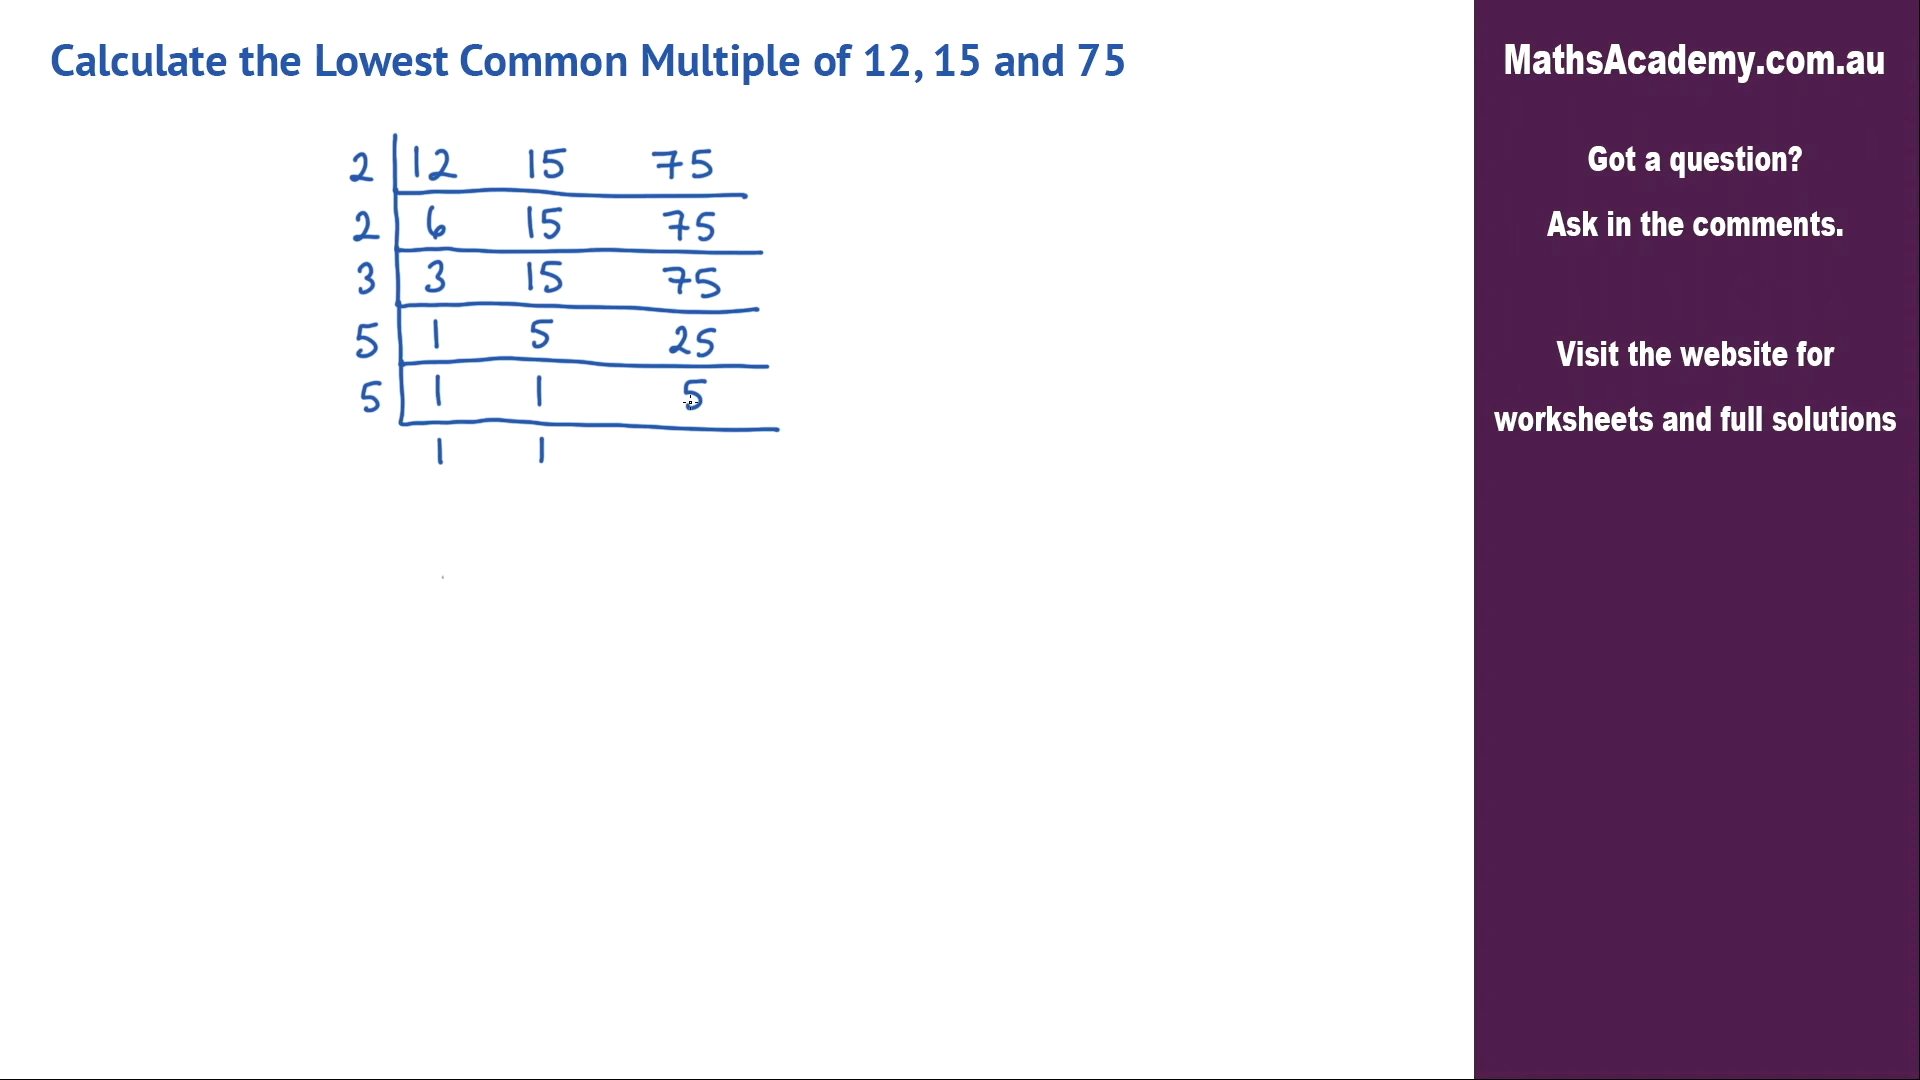 Calculate the Lowest Common Multiple of 12, 15 and 75
2 12 15 75
2 6 15 75
3 3 15 75
5 1 5 25
5 1 1 5
1 1
MathsAcademy.com.au
Got a question?
Ask in the comments.
Visit the website for
worksheets and full solutions